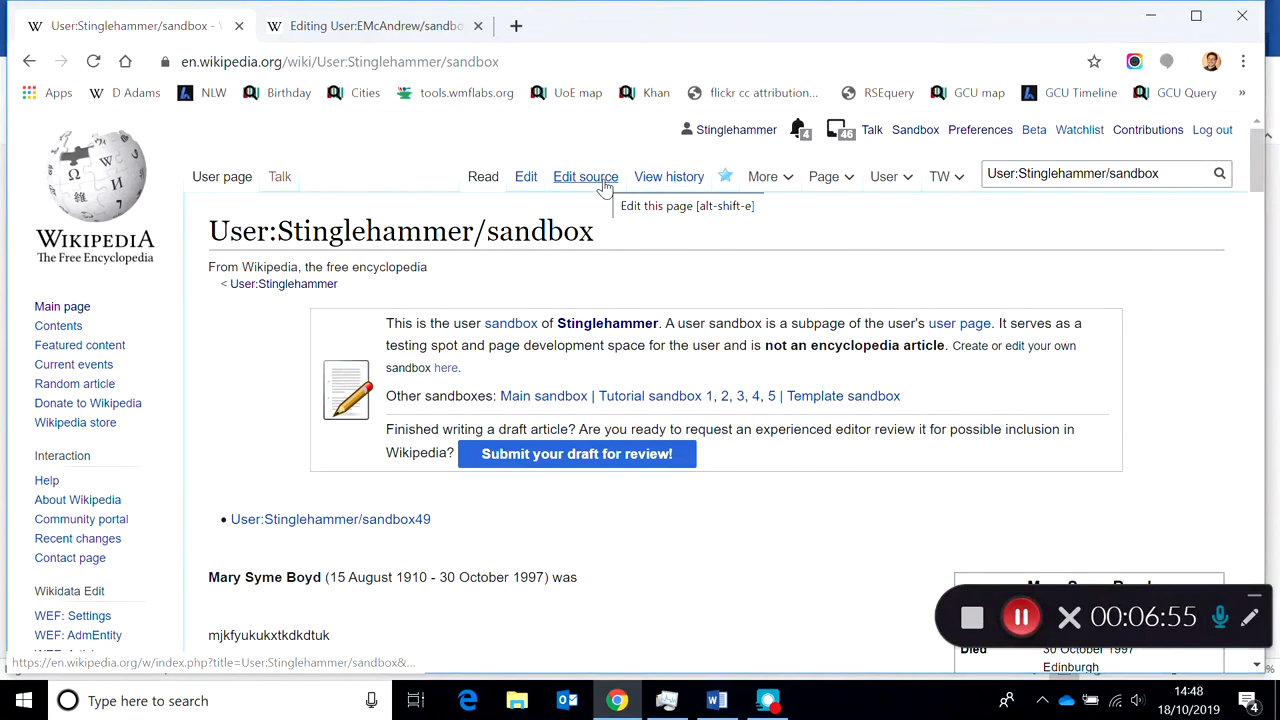 User:Stinglehammer/sandbox -
Editing User:EMcAndrew/sandbo
en.wikipedia.org/wiki/User:Stinglehammer/sandbox
Apps
D Adams
NLW
Birthday
Cities
tools.wmflabs.org
UoE map
Khan
flickr cc attribution...
RSEquery
GCU map
GCU Timeline
GCU Query
»
Stinglehammer
4
46
Talk
Sandbox
Preferences
Beta
Watchlist
Contributions
Log out
User page
Talk
Read
Edit
Edit source
View history
More
Page
User
TW
User:Stinglehammer/sandbox
Edit this page [alt-shift-e]
WIKIPEDIA
The Free Encyclopedia
Main page
Contents
Featured content
Current events
Random article
Donate to Wikipedia
Wikipedia store
Interaction
Help
About Wikipedia
Community portal
Recent changes
Contact page
Wikidata Edit
WEF: Settings
WEF: AdmEntity
User:Stinglehammer/sandbox
From Wikipedia, the free encyclopedia
< User:Stinglehammer
This is the user sandbox of Stinglehammer. A user sandbox is a subpage of the user's user page. It serves as a
testing spot and page development space for the user and is not an encyclopedia article. Create or edit your own
sandbox here.
Other sandboxes: Main sandbox | Tutorial sandbox 1, 2, 3, 4, 5 | Template sandbox
Finished writing a draft article? Are you ready to request an experienced editor review it for possible inclusion in
Wikipedia? Submit your draft for review!
• User:Stinglehammer/sandbox49
Mary Syme Boyd (15 August 1910 - 30 October 1997) was
mjkfyukukxtkdkdtuk
00:06:55
Died
30 October 1997
Edinburgh
https://en.wikipedia.org/w/index.php?title=User:Stinglehammer/sandbox&...
Type here to search
14:48
18/10/2019
4